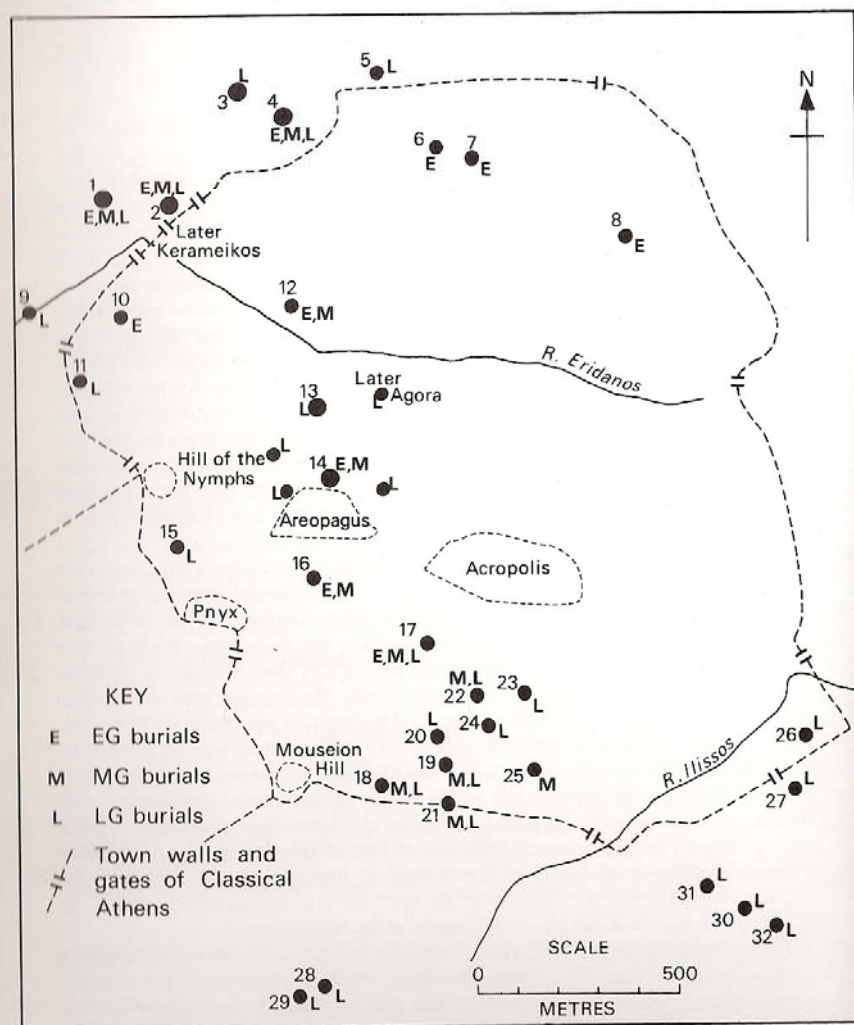 L
5 L
3
4
E,M,L
N
6
E
7
E
1
E,M,L
E,M,L
2
Later
Kerameikos
8
E
9
L
10
E
12
E,M
R. Eridanos
11
L
13
L
Later
Agora
L
L
Hill of the
Nymphs
14
E,M
L
L
Areopagus
15
L
16
E,M
Acropolis
Pnyx
17
E,M,L
M,L
22
23
L
20
L
24
L
19
M,L
25
M
18
M,L
21
M,L
Mouseion
Hill
R. Ilissos
26
L
27
L
31
L
30
L
32
L
28
L
29
L
KEY
E EG burials
M MG burials
L LG burials
Town walls and
gates of Classical
Athens
SCALE
0 500
METRES